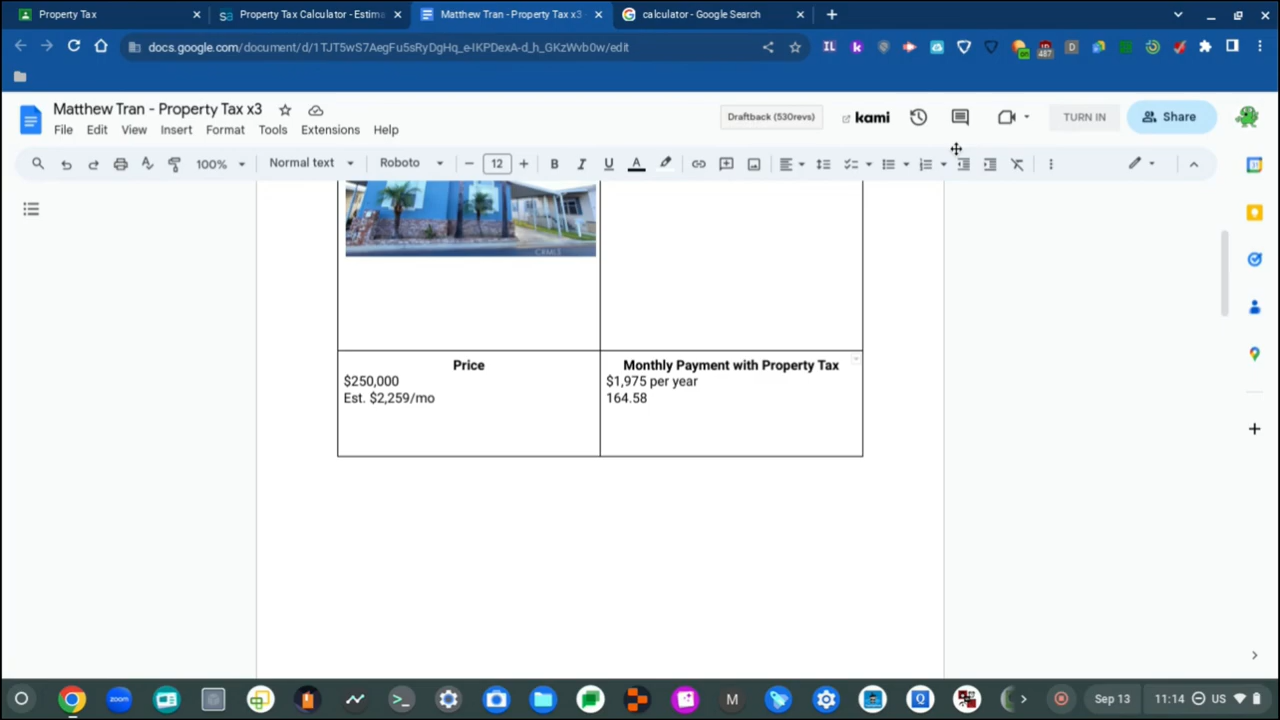 Property Tax
Property Tax Calculator - Estima
Matthew Tran - Property Tax x3 -
calculator - Google Search
docs.google.com/document/d/1TJT5wS7AegFu5sRyDgHq_e-IKPDexA-d_h_GKzWvb0w/edit
Matthew Tran - Property Tax x3
Draftback (530revs)
kami
TURN IN
Share
File Edit View Insert Format Tools Extensions Help
100% Normal text Roboto 12
CRMLS
Price
$250,000
Est. $2,259/mo
Monthly Payment with Property Tax
$1,975 per year
164.58
zoom
M
Q
Sep 13
11:14
US